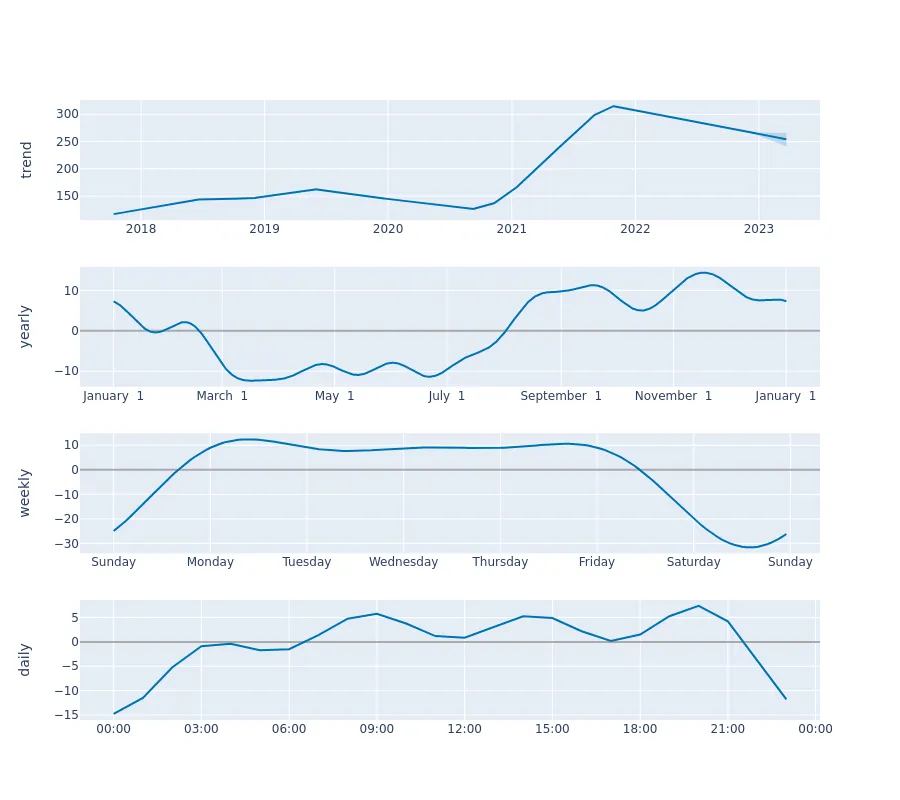 trend
300
250
200
150
2018 2019 2020 2021 2022 2023
yearly
10
0
−10
January 1 March 1 May 1 July 1 September 1 November 1 January 1
weekly
10
0
−10
−20
−30
Sunday Monday Tuesday Wednesday Thursday Friday Saturday Sunday
daily
5
0
−5
−10
−15
00:00 03:00 06:00 09:00 12:00 15:00 18:00 21:00 00:00